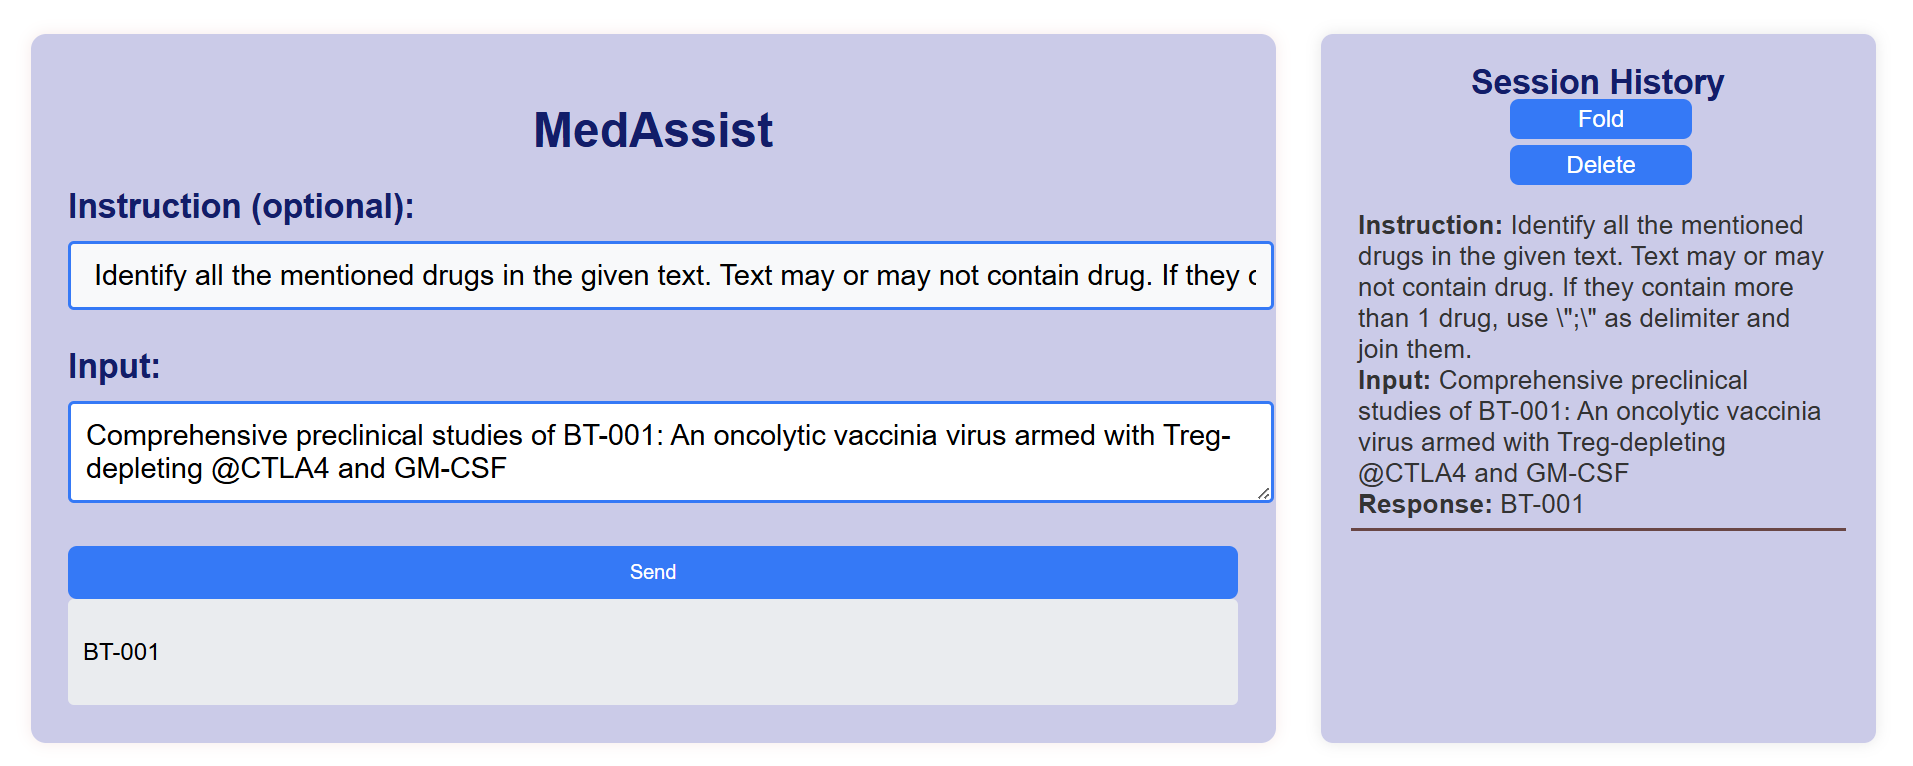 MedAssist
Instruction (optional):
Identify all the mentioned drugs in the given text. Text may or may not contain drug. If they
Input:
Comprehensive preclinical studies of BT-001: An oncolytic vaccinia virus armed with Treg-
depleting @CTLA4 and GM-CSF
Send
BT-001
Session History
Fold
Delete
Instruction: Identify all the mentioned
drugs in the given text. Text may or may
not contain drug. If they contain more
than 1 drug, use \";\" as delimiter and
join them.
Input: Comprehensive preclinical
studies of BT-001: An oncolytic vaccinia
virus armed with Treg-depleting
@CTLA4 and GM-CSF
Response: BT-001